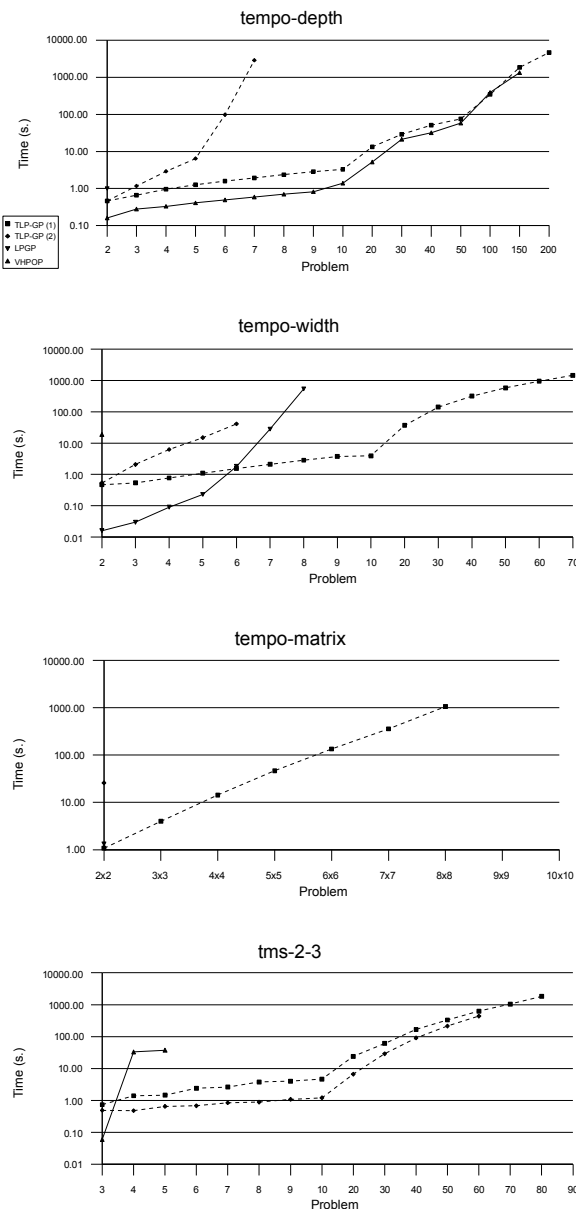 tempo-depth
10000.00
1000.00
100.00
10.00
1.00
0.10
Time (s.)
2 3 4 5 6 7 8 9 10 20 30 40 50 100 150 200
Problem
TLP-GP (1)
TLP-GP (2)
LPGP
VHPOP
tempo-width
10000.00
1000.00
100.00
10.00
1.00
0.10
0.01
Time (s.)
2 3 4 5 6 7 8 9 10 20 30 40 50 60 70
Problem
tempo-matrix
10000.00
1000.00
100.00
10.00
1.00
Time (s.)
2x2 3x3 4x4 5x5 6x6 7x7 8x8 9x9 10x10
Problem
tms-2-3
10000.00
1000.00
100.00
10.00
1.00
0.10
0.01
Time (s.)
3 4 5 6 7 8 9 10 20 30 40 50 60 70 80 90
Problem